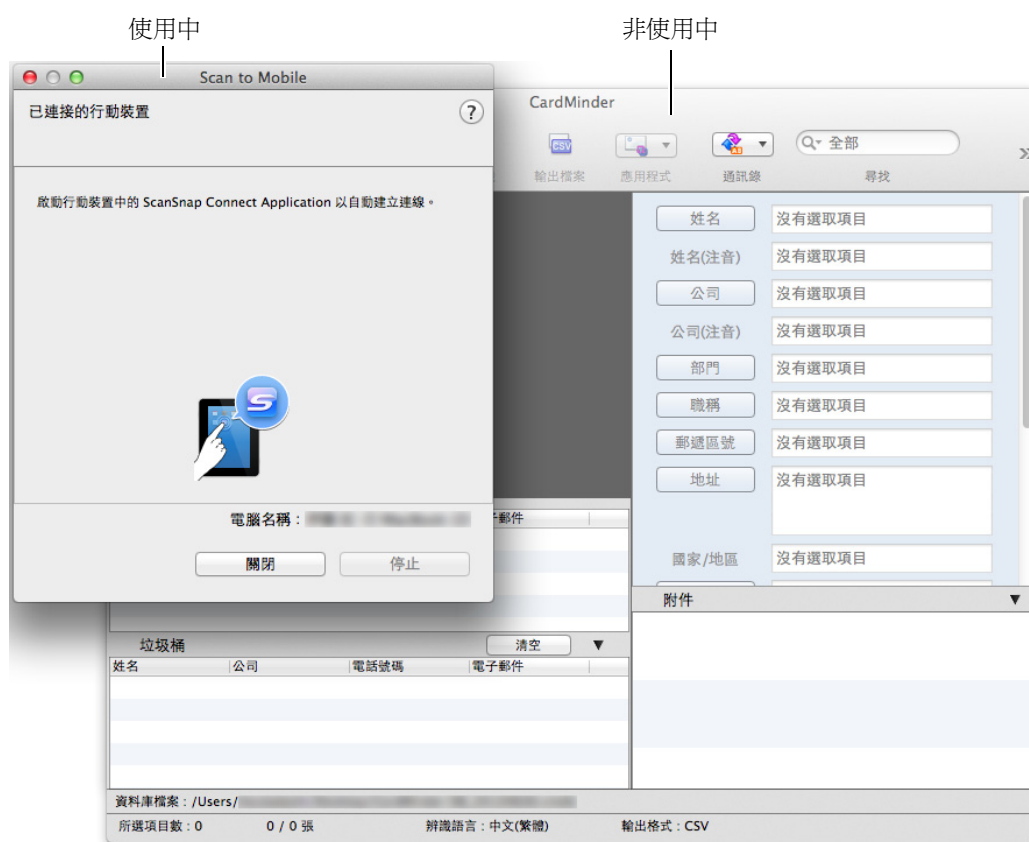 使用中
非使用中
Scan to Mobile
已連接的行動裝置
?
啟動行動裝置中的 ScanSnap Connect Application 以自動建立連線。
電腦名稱：
關閉
停止
CardMinder
CSV
輸出檔案
應用程式
通訊錄
全部
尋找
姓名 沒有選取項目
姓名(注音) 沒有選取項目
公司 沒有選取項目
公司(注音) 沒有選取項目
部門 沒有選取項目
職稱 沒有選取項目
郵遞區號 沒有選取項目
地址 沒有選取項目
國家/地區 沒有選取項目
郵件
附件
垃圾桶 清空
姓名 公司 電話號碼 電子郵件
資料庫檔案：/Users/
所選項目數：0 0 / 0 張 辨識語言：中文(繁體) 輸出格式：CSV